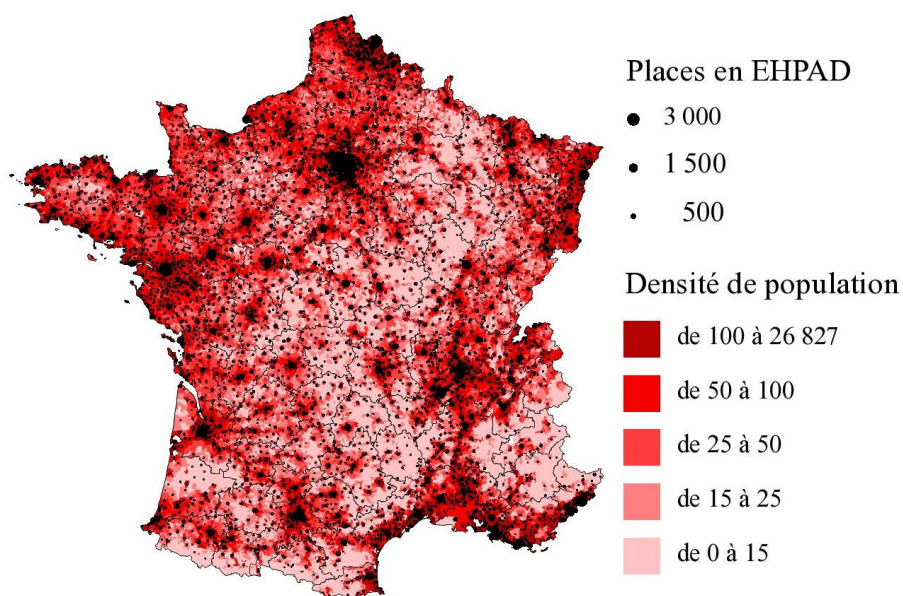 Places en EHPAD
3 000
1 500
500
Densité de population
de 100 à 26 827
de 50 à 100
de 25 à 50
de 15 à 25
de 0 à 15